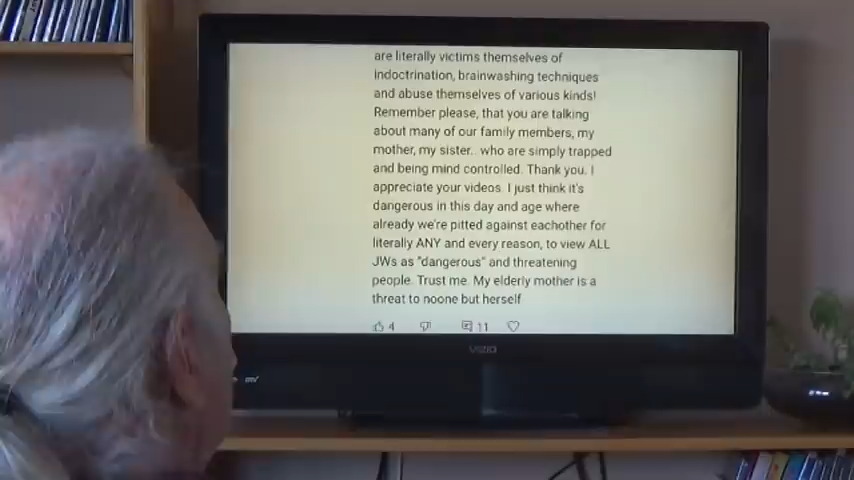 are literally victims themselves of
indoctrination, brainwashing techniques
and abuse themselves of various kinds!
Remember please, that you are talking
about many of our family members, my
mother, my sister.. who are simply trapped
and being mind controlled. Thank you. I
appreciate your videos. I just think it's
dangerous in this day and age where
already we're pitted against eachother for
literally ANY and every reason, to view ALL
JWs as "dangerous" and threatening
people. Trust me. My elderly mother is a
threat to noone but herself
4 11
VIZIO